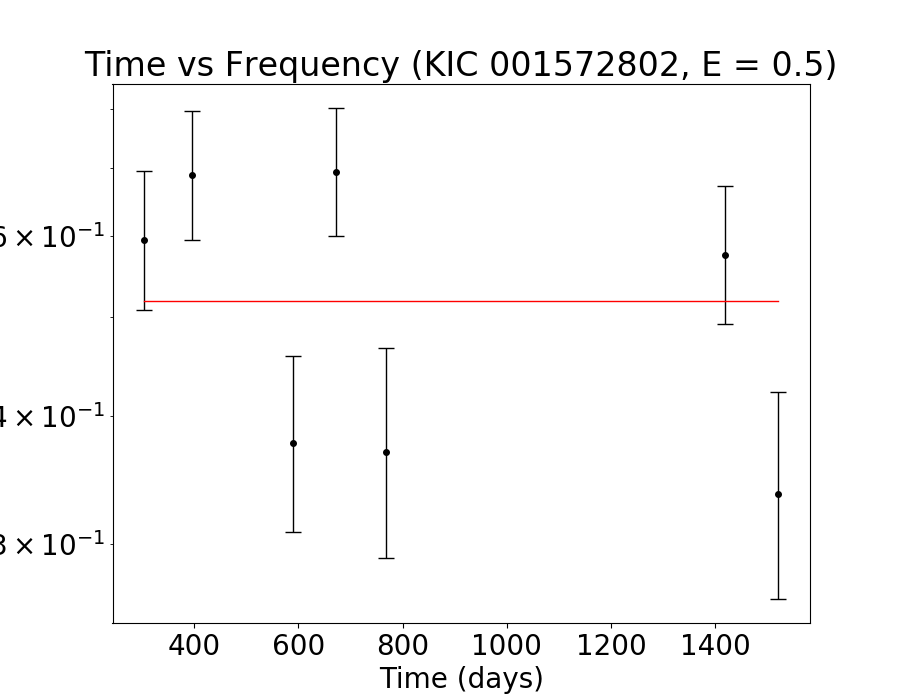 Time vs Frequency (KIC 001572802, E = 0.5)
6 × 10⁻¹
4 × 10⁻¹
3 × 10⁻¹
400 600 800 1000 1200 1400
Time (days)